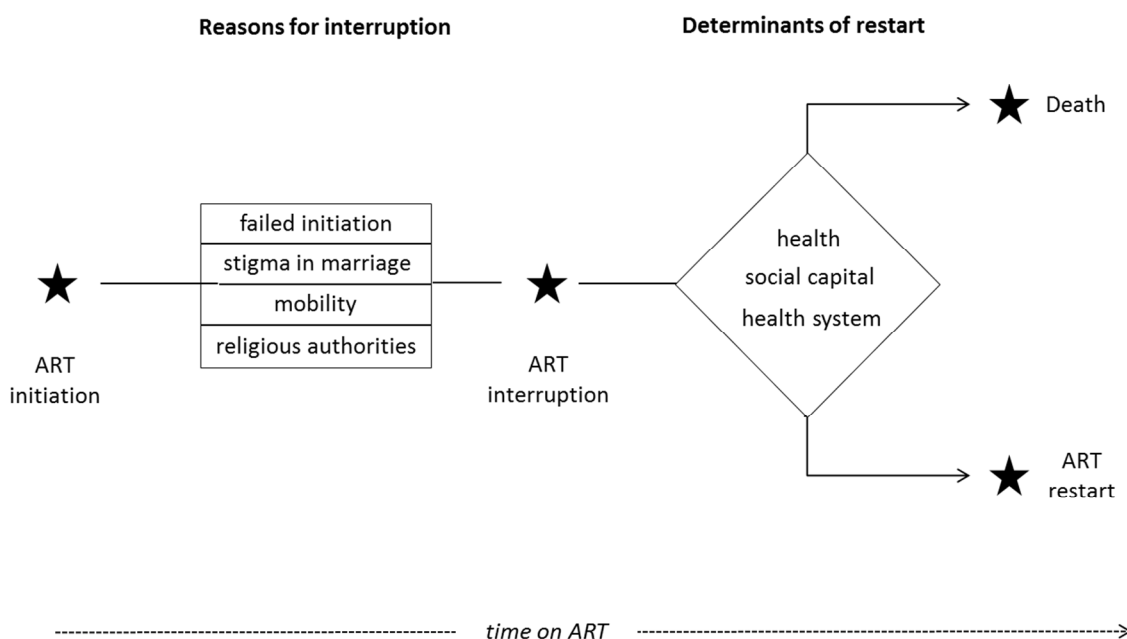 Reasons for interruption
Determinants of restart
Death
failed initiation
stigma in marriage
mobility
religious authorities
health
social capital
health system
ART
initiation
ART
interruption
ART
restart
time on ART